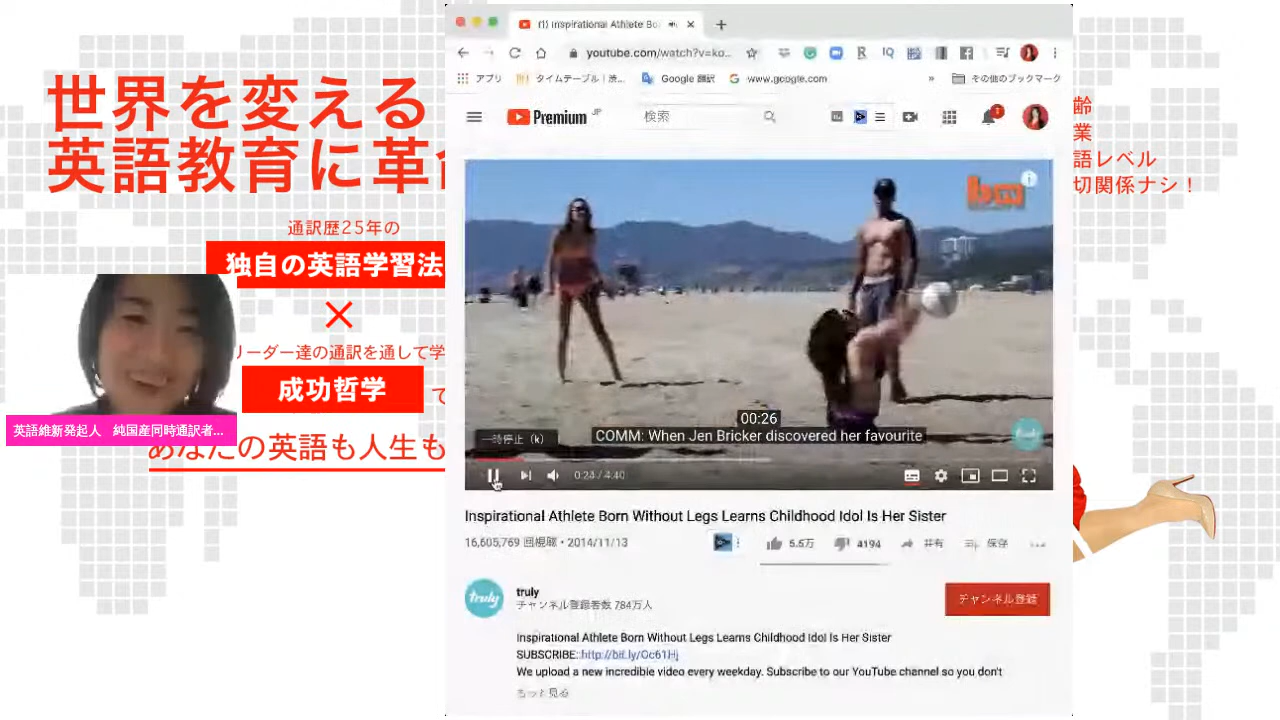 世界を変える
英語教育に革
通訳歴25年の
独自の英語学習法
×
リーダー達の通訳を通して学
成功哲学
で
あなたの英語も人生も
齢
業
語レベル
切関係ナシ！
英語維新発起人 純国産同時通訳者...
(1) Inspirational Athlete Bo
youtube.com/watch?v=ko...
アプリ
タイムテーブル｜渋...
Google 翻訳
www.google.com
»
その他のブックマーク
Premium JP
検索
1
00:26
一時停止 (k)
COMM: When Jen Bricker discovered her favourite
truly
4:40
Inspirational Athlete Born Without Legs Learns Childhood Idol Is Her Sister
16,605,769 回視聴・2014/11/13
5.5万
4194
共有
保存
truly
truly
チャンネル登録者数 784万人
チャンネル登録
Inspirational Athlete Born Without Legs Learns Childhood Idol Is Her Sister
SUBSCRIBE: http://bit.ly/Oc61Hj
We upload a new incredible video every weekday. Subscribe to our YouTube channel so you don't
もっと見る